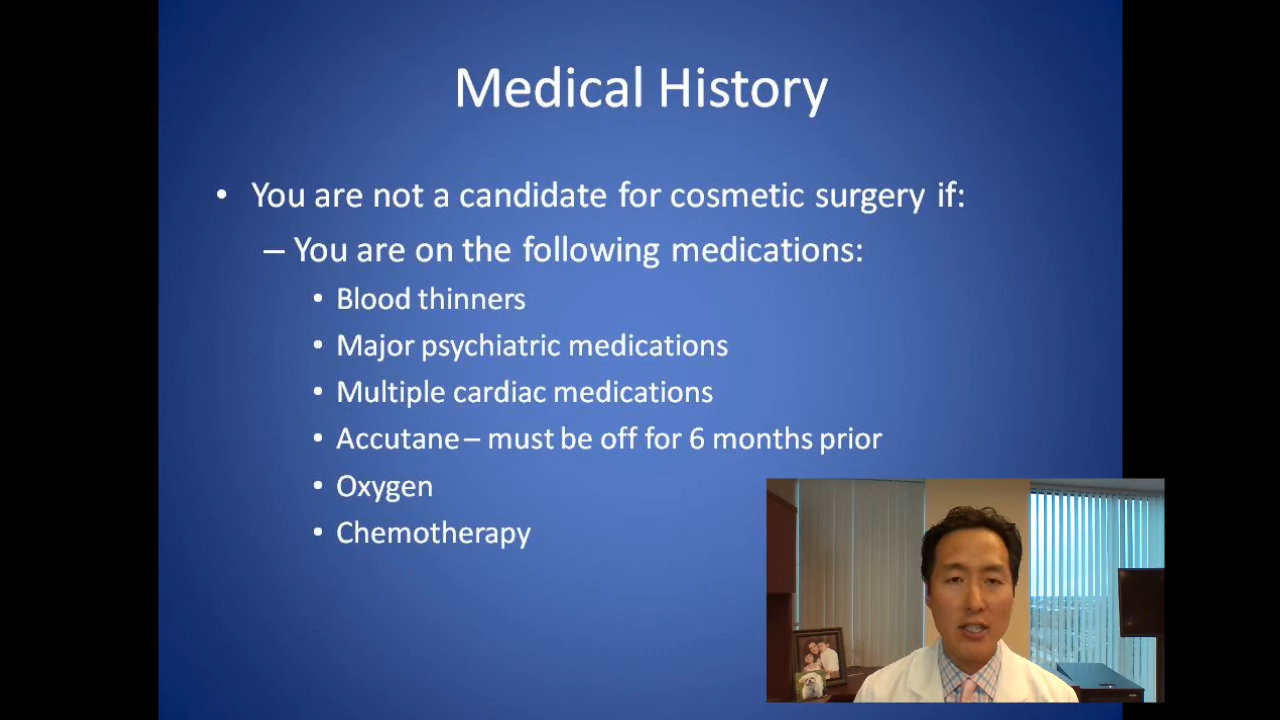 Medical History
• You are not a candidate for cosmetic surgery if:
– You are on the following medications:
• Blood thinners
• Major psychiatric medications
• Multiple cardiac medications
• Accutane – must be off for 6 months prior
• Oxygen
• Chemotherapy